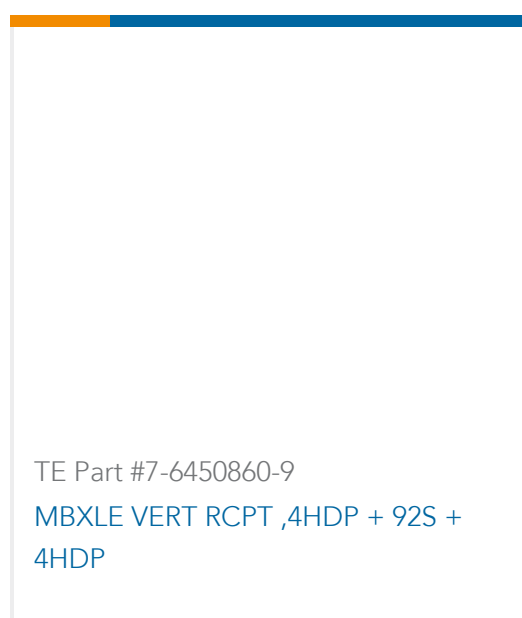 TE Part #7-6450860-9
MBXLE VERT RCPT ,4HDP + 92S +
4HDP